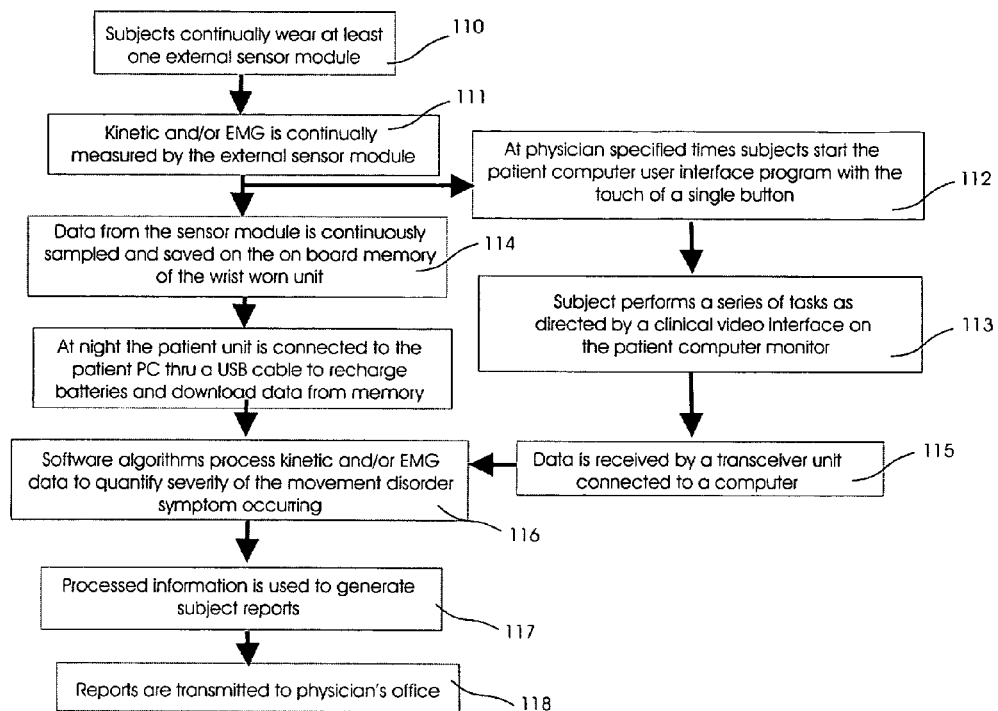 Subjects continually wear at least
one external sensor module
110
111
Kinetic and/or EMG is continually
measured by the external sensor module
At physician specified times subjects start the
patient computer user interface program with the
touch of a single button
112
Data from the sensor module is continuously
sampled and saved on the on board memory
of the wrist worn unit
114
Subject performs a series of tasks as
directed by a clinical video interface on
the patient computer monitor
113
At night the patient unit is connected to the
patient PC thru a USB cable to recharge
batteries and download data from memory
Software algorithms process kinetic and/or EMG
data to quantify severity of the movement disorder
symptom occurring
116
Data is received by a transceiver unit
connected to a computer
115
Processed information is used to generate
subject reports
117
Reports are transmitted to physician's office
118